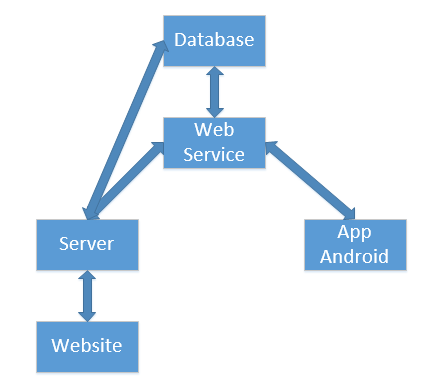 Database
Web
Service
Server
App
Android
Website